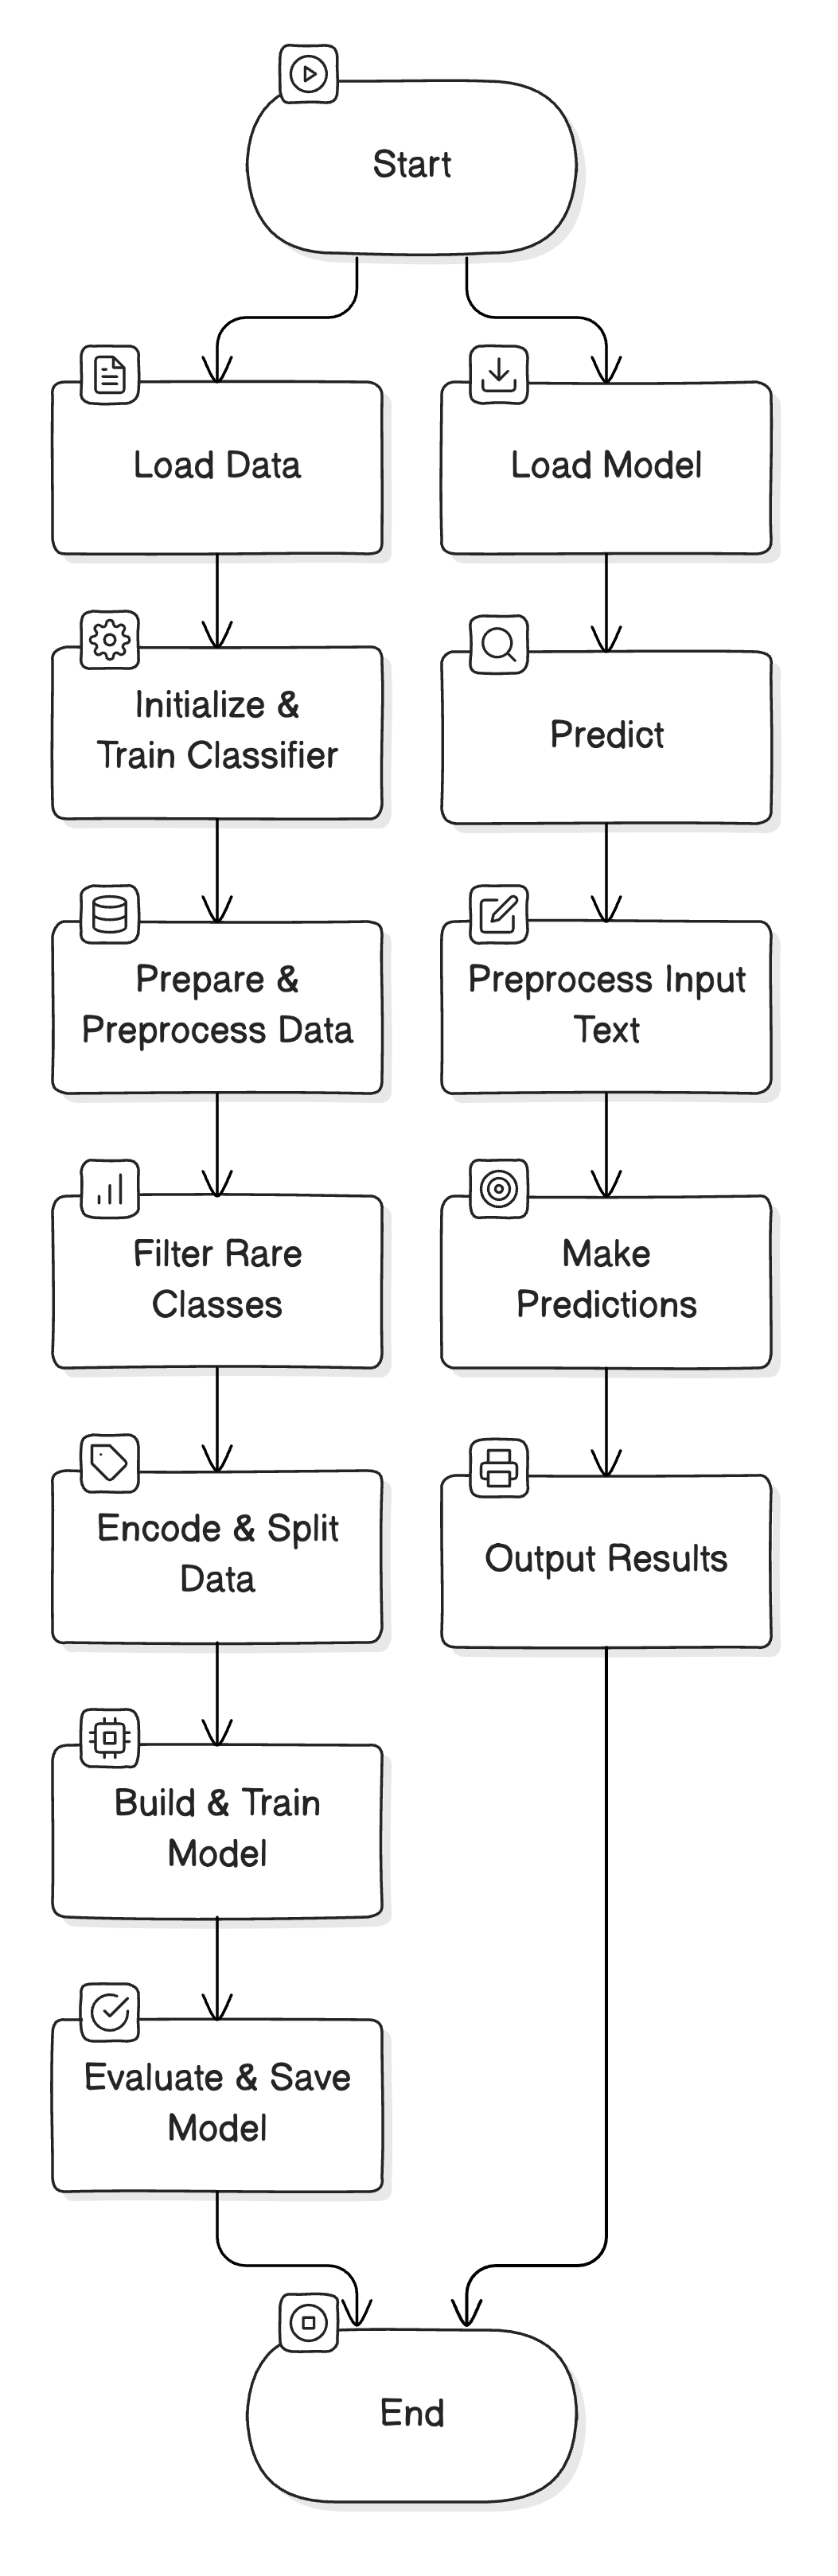 Start
Load Data
Initialize &
Train Classifier
Prepare &
Preprocess Data
Filter Rare
Classes
Encode & Split
Data
Build & Train
Model
Evaluate & Save
Model
Load Model
Predict
Preprocess Input
Text
Make
Predictions
Output Results
End